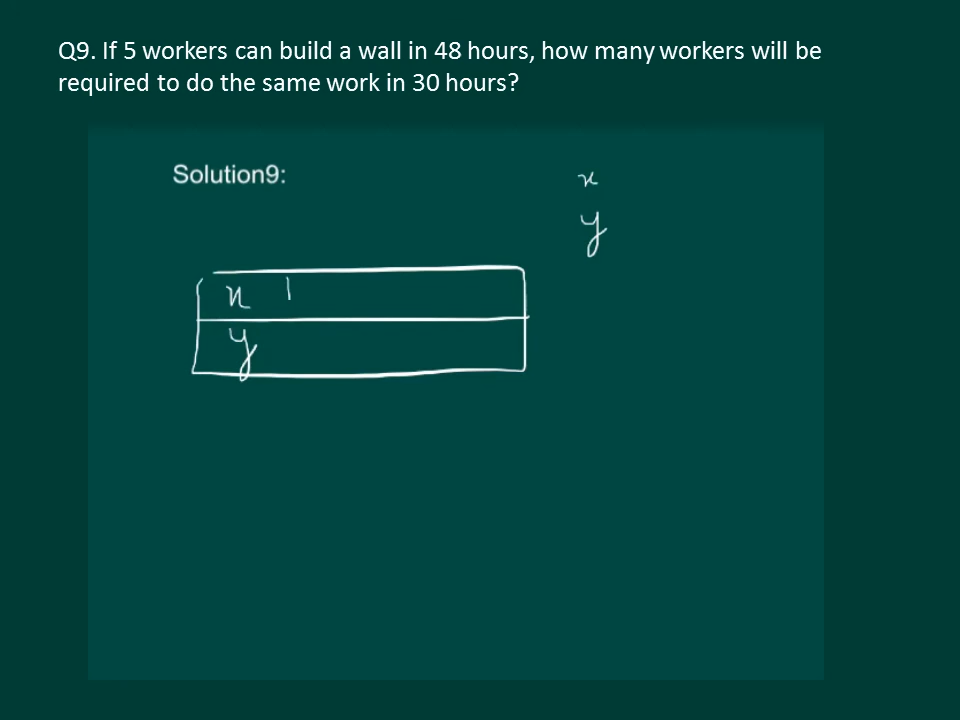 Q9. If 5 workers can build a wall in 48 hours, how many workers will be
required to do the same work in 30 hours?
Solution9:
x
y
x |
y